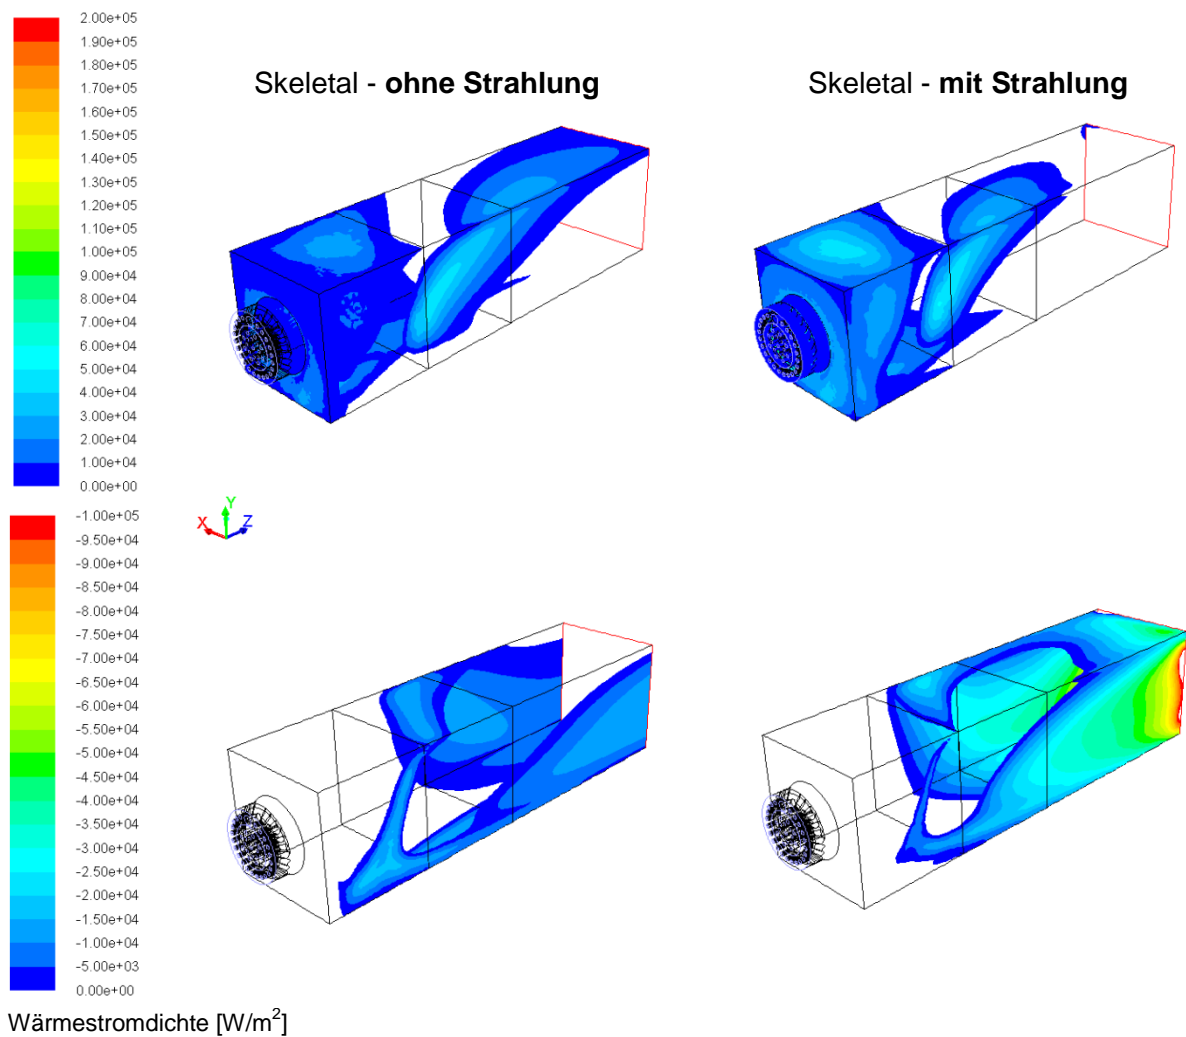 2.00e+05
1.90e+05
1.80e+05
1.70e+05
1.60e+05
1.50e+05
1.40e+05
1.30e+05
1.20e+05
1.10e+05
1.00e+05
9.00e+04
8.00e+04
7.00e+04
6.00e+04
5.00e+04
4.00e+04
3.00e+04
2.00e+04
1.00e+04
0.00e+00
Skeletal - ohne Strahlung
Skeletal - mit Strahlung
Y
X Z
-1.00e+05
-9.50e+04
-9.00e+04
-8.50e+04
-8.00e+04
-7.50e+04
-7.00e+04
-6.50e+04
-6.00e+04
-5.50e+04
-5.00e+04
-4.50e+04
-4.00e+04
-3.50e+04
-3.00e+04
-2.50e+04
-2.00e+04
-1.50e+04
-1.00e+04
-5.00e+03
0.00e+00
Wärmestromdichte [W/m²]